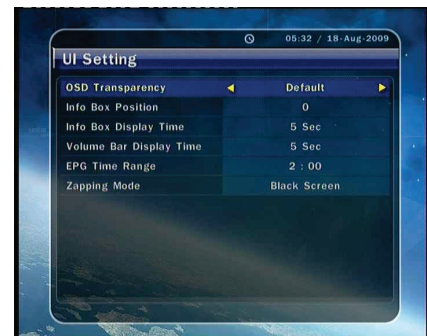 05:32 / 18-Aug-2009
UI Setting
OSD Transparency Default
Info Box Position 0
Info Box Display Time 5 Sec
Volume Bar Display Time 5 Sec
EPG Time Range 2 : 00
Zapping Mode Black Screen